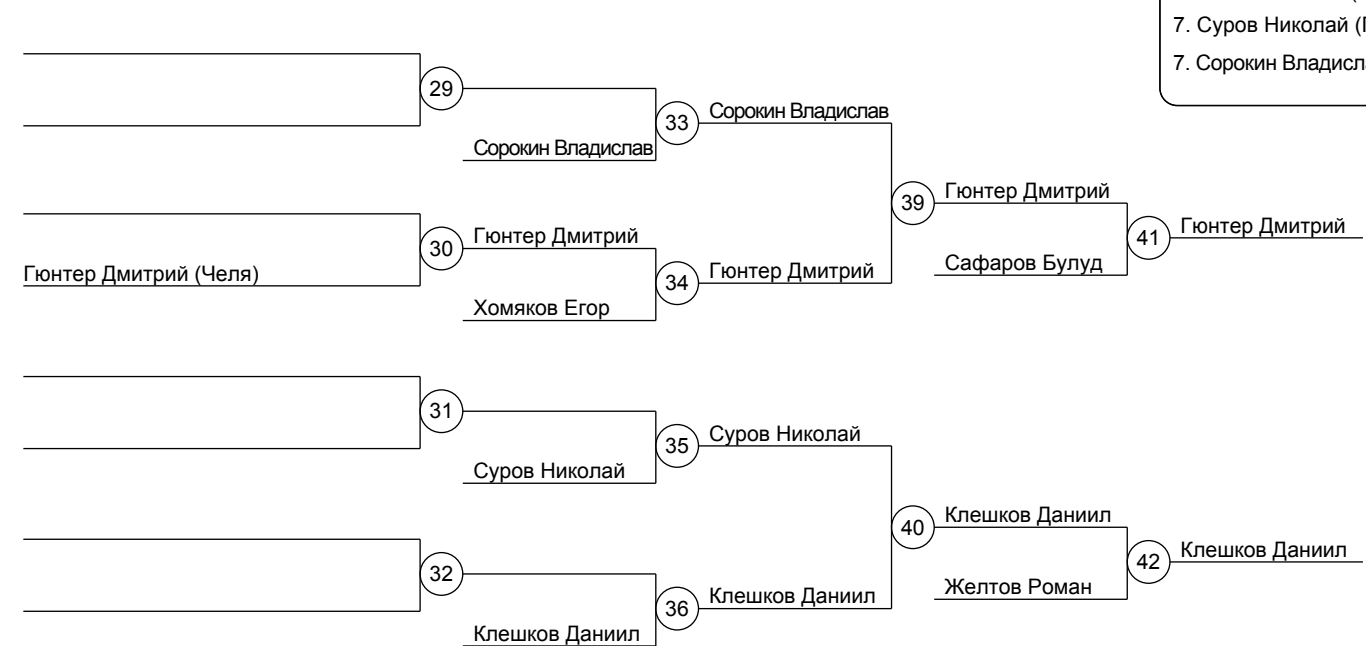 7. Суров Николай (
7. Сорокин Владисл
29
33
Сорокин Владислав
Сорокин Владислав
39
Гюнтер Дмитрий
30
Гюнтер Дмитрий
41
Гюнтер Дмитрий
Гюнтер Дмитрий (Челя)
34
Гюнтер Дмитрий
Сафаров Булуд
Хомяков Егор
31
35
Суров Николай
Суров Николай
40
Клешков Даниил
32
42
Клешков Даниил
36
Клешков Даниил
Желтов Роман
Клешков Даниил